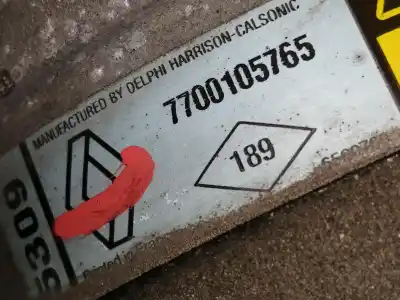 MANUFACTURED BY DELPHI HARRISON-CALSONIC
7700105765
189
5309